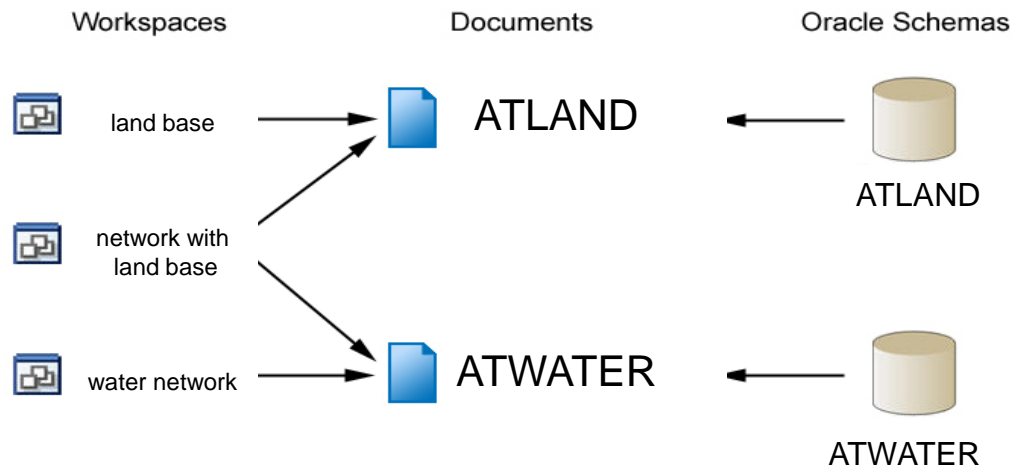 Workspaces
Documents
Oracle Schemas
land base
ATLAND
ATLAND
network with
land base
water network
ATWATER
ATWATER